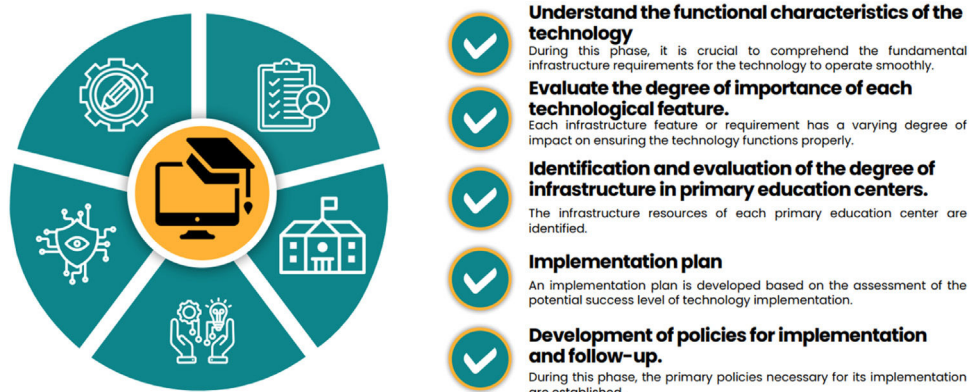 Understand the functional characteristics of the
technology
During this phase, it is crucial to comprehend the fundamental
infrastructure requirements for the technology to operate smoothly.
Evaluate the degree of importance of each
technological feature.
Each infrastructure feature or requirement has a varying degree of
impact on ensuring the technology functions properly.
Identification and evaluation of the degree of
infrastructure in primary education centers.
The infrastructure resources of each primary education center are
identified.
Implementation plan
An implementation plan is developed based on the assessment of the
potential success level of technology implementation.
Development of policies for implementation
and follow-up.
During this phase, the primary policies necessary for its implementation
are established.